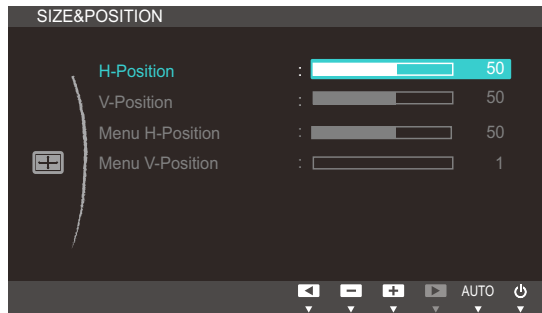 SIZE&POSITION
H-Position : 50
V-Position : 50
Menu H-Position : 50
Menu V-Position : 1
AUTO